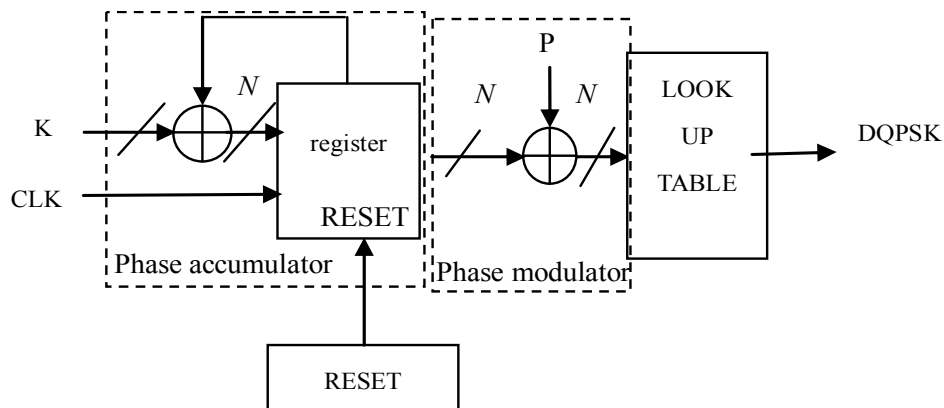 P
N
N
N
LOOK
UP
TABLE
K
register
DQPSK
CLK
RESET
Phase accumulator
Phase modulator
RESET